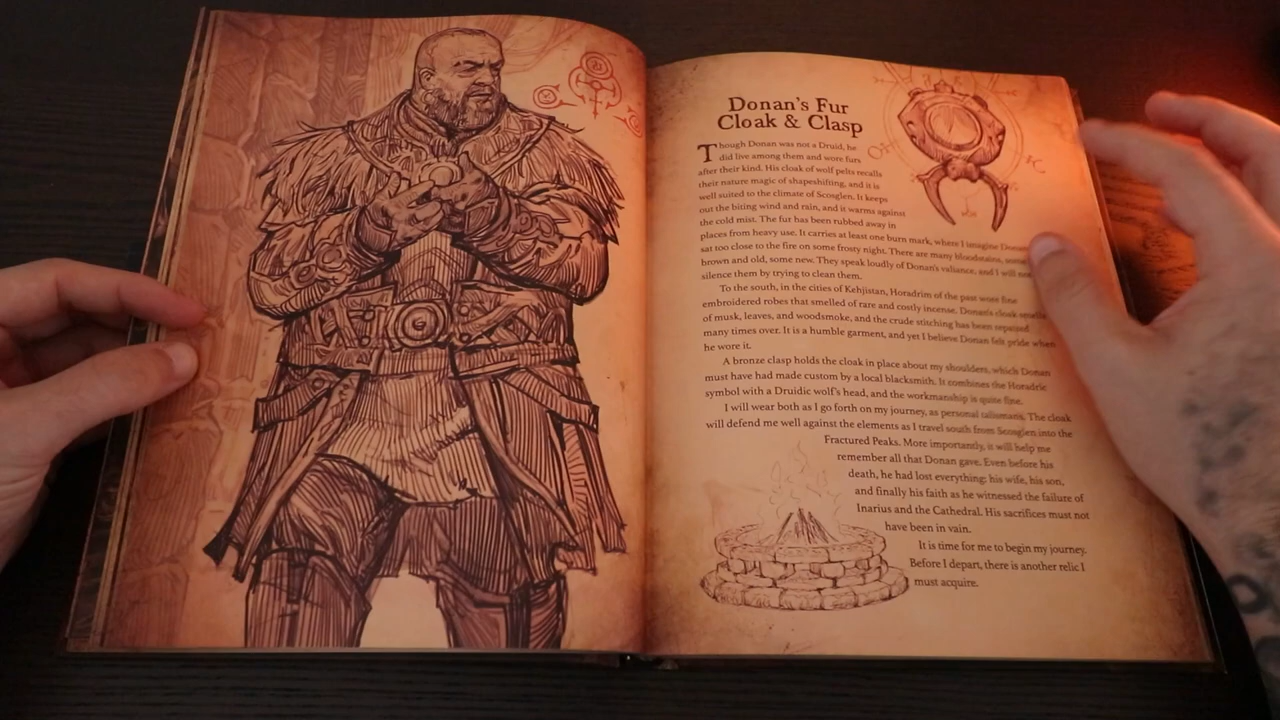 Donan's Fur
Cloak & Clasp
Though Donan was not a Druid, he
did live among them and wore furs
after their kind. His cloak of wolf pelts recalls
their nature magic of shapeshifting, and it is
well suited to the climate of Scosglen. It keeps
out the biting wind and rain, and it warms against
the cold mist. The fur has been rubbed away in
places from heavy use. It carries at least one burn mark, where I imagine Donan
sat too close to the fire on some frosty night. There are many bloodstains, some
brown and old, some new. They speak loudly of Donan's valiance, and I will not
silence them by trying to clean them.
To the south, in the cities of Kehjistan, Horadrim of the past wore fine
embroidered robes that smelled of rare and costly incense. Donan's cloak smells
of musk, leaves, and woodsmoke, and the crude stitching has been repaired
many times over. It is a humble garment, and yet I believe Donan felt pride when
he wore it.
A bronze clasp holds the cloak in place about my shoulders, which Donan
must have had made custom by a local blacksmith. It combines the Horadric
symbol with a Druidic wolf's head, and the workmanship is quite fine.
I will wear both as I go forth on my journey, as personal talismans. The cloak
will defend me well against the elements as I travel south from Scosglen into the
Fractured Peaks. More importantly, it will help me
remember all that Donan gave. Even before his
death, he had lost everything: his wife, his son,
and finally his faith as he witnessed the failure of
Inarius and the Cathedral. His sacrifices must not
have been in vain.
It is time for me to begin my journey.
Before I depart, there is another relic I
must acquire.